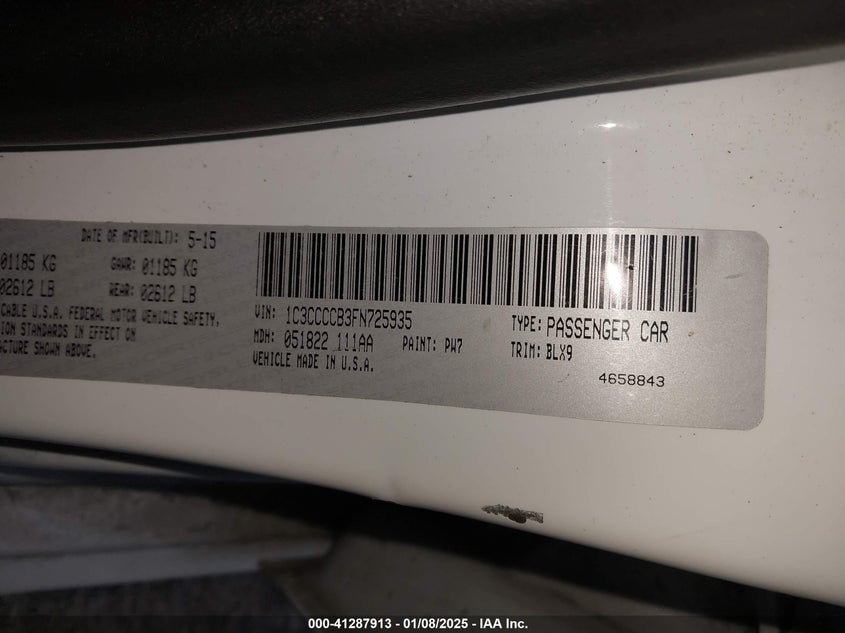 DATE OF MFR(BUILT): 5-15
01185 KG GAWR: 01185 KG
02612 LB REAR: 02612 LB
CABLE U.S.A. FEDERAL MOTOR VEHICLE SAFETY,
ION STANDARDS IN EFFECT ON
ACTURE SHOWN ABOVE.
VIN: 1C3CCCCB3FN725935 TYPE: PASSENGER CAR
MDH: 051822 111AA PAINT: PW7 TRIM: BLX9
VEHICLE MADE IN U.S.A.
4658843
000-41287913 - 01/08/2025 - IAA Inc.